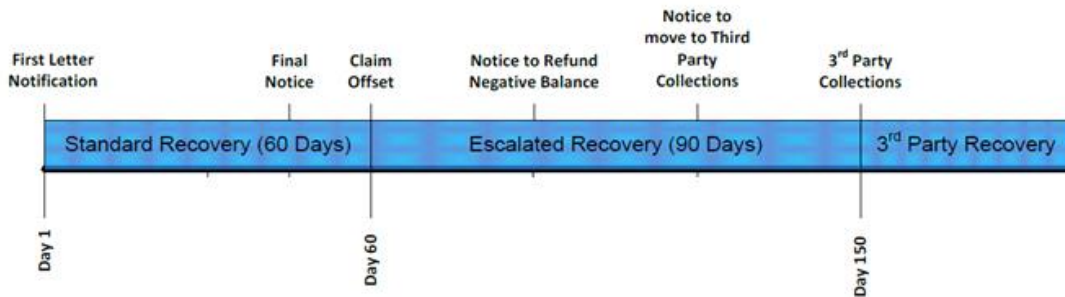 First Letter
Notification
Final
Notice
Claim
Offset
Notice to Refund
Negative Balance
Notice to
move to Third
Party
Collections
3rd Party
Collections
Standard Recovery (60 Days)
Escalated Recovery (90 Days)
3rd Party Recovery
Day 1
Day 60
Day 150